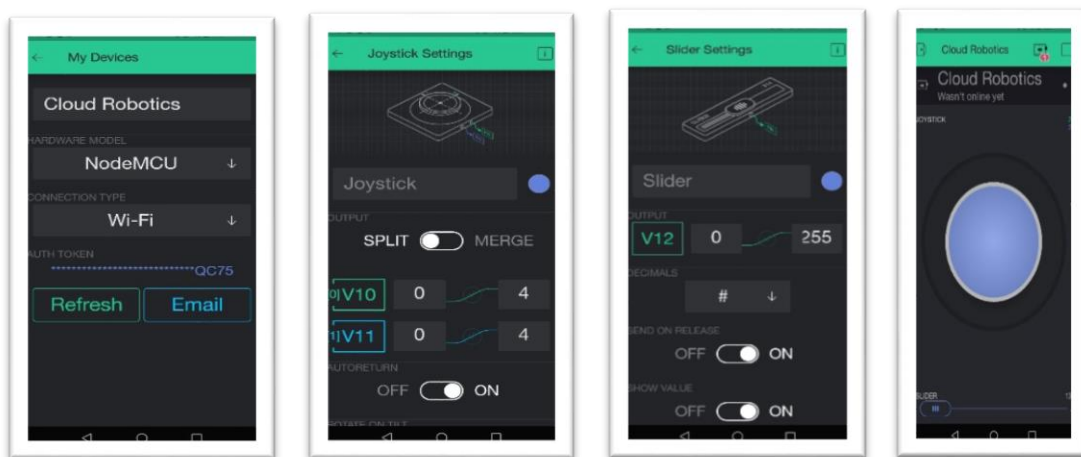 ← My Devices
Cloud Robotics
HARDWARE MODEL
NodeMCU ↓
CONNECTION TYPE
Wi-Fi ↓
AUTH TOKEN
QC75
Refresh Email
← Joystick Settings i
Joystick
OUTPUT
SPLIT MERGE
V10 0 4
V11 0 4
AUTORETURN
OFF ON
ROTATE ON TILT
← Slider Settings i
Slider
OUTPUT
V12 0 255
DECIMALS
# ↓
SEND ON RELEASE
OFF ON
SHOW VALUE
OFF ON
Cloud Robotics
Cloud Robotics
Wasn't online yet
JOYSTICK
SLIDER